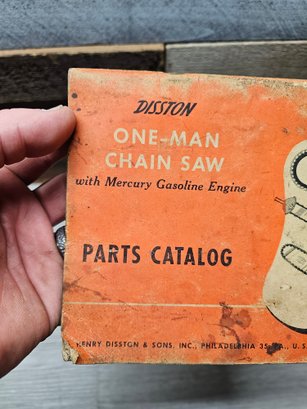 DISSTON
ONE-MAN
CHAIN SAW
with Mercury Gasoline Engine
PARTS CATALOG
HENRY DISSTON & SONS, INC., PHILADELPHIA 35, PA., U. S.